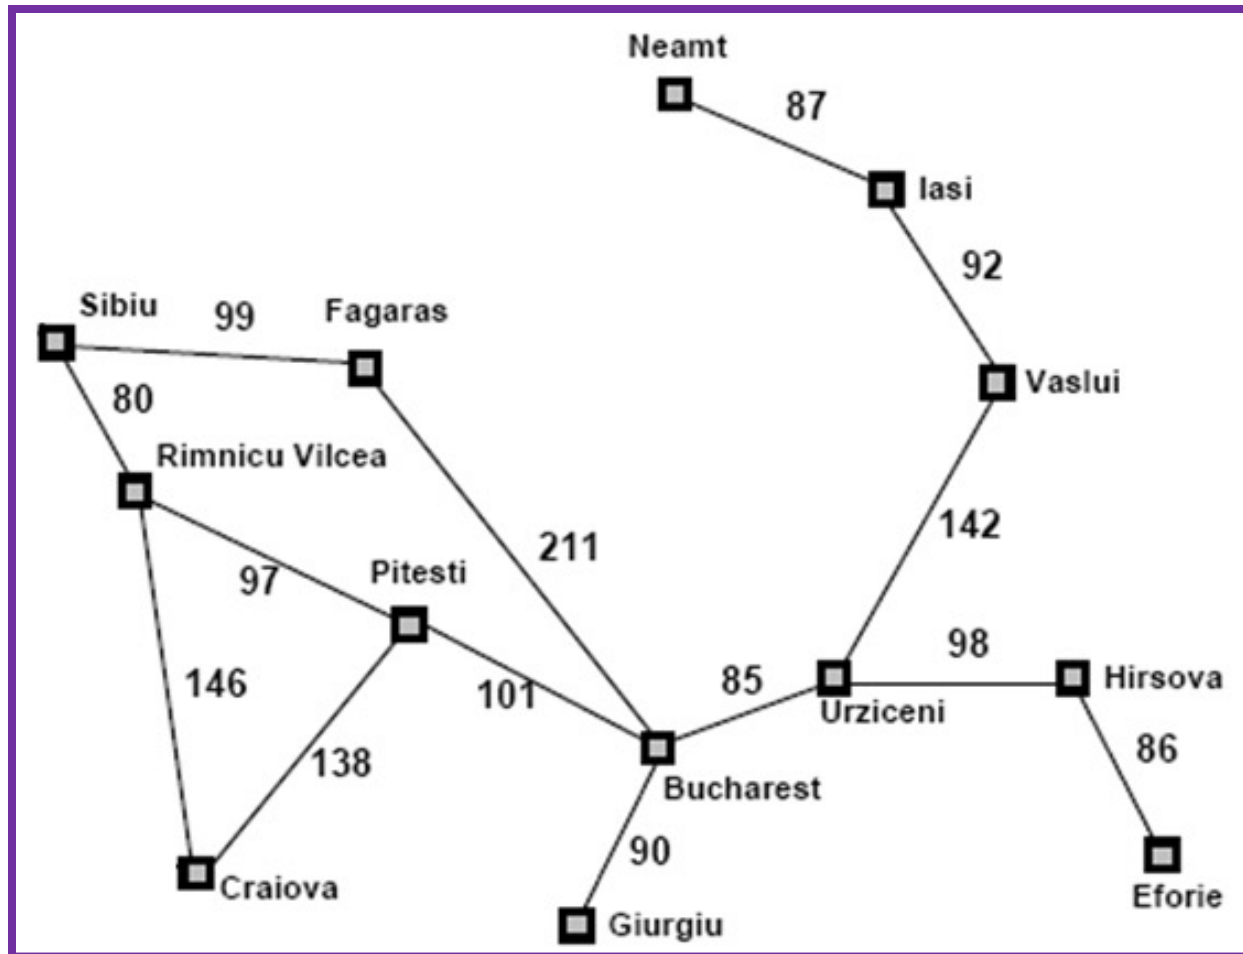 Neamt
87
Iasi
92
Sibiu
99
Fagaras
Vaslui
80
Rimnicu Vilcea
142
211
97
Pitesti
98
146
101
85
Hirsova
Urziceni
138
86
Bucharest
90
Craiova
Eforie
Giurgiu